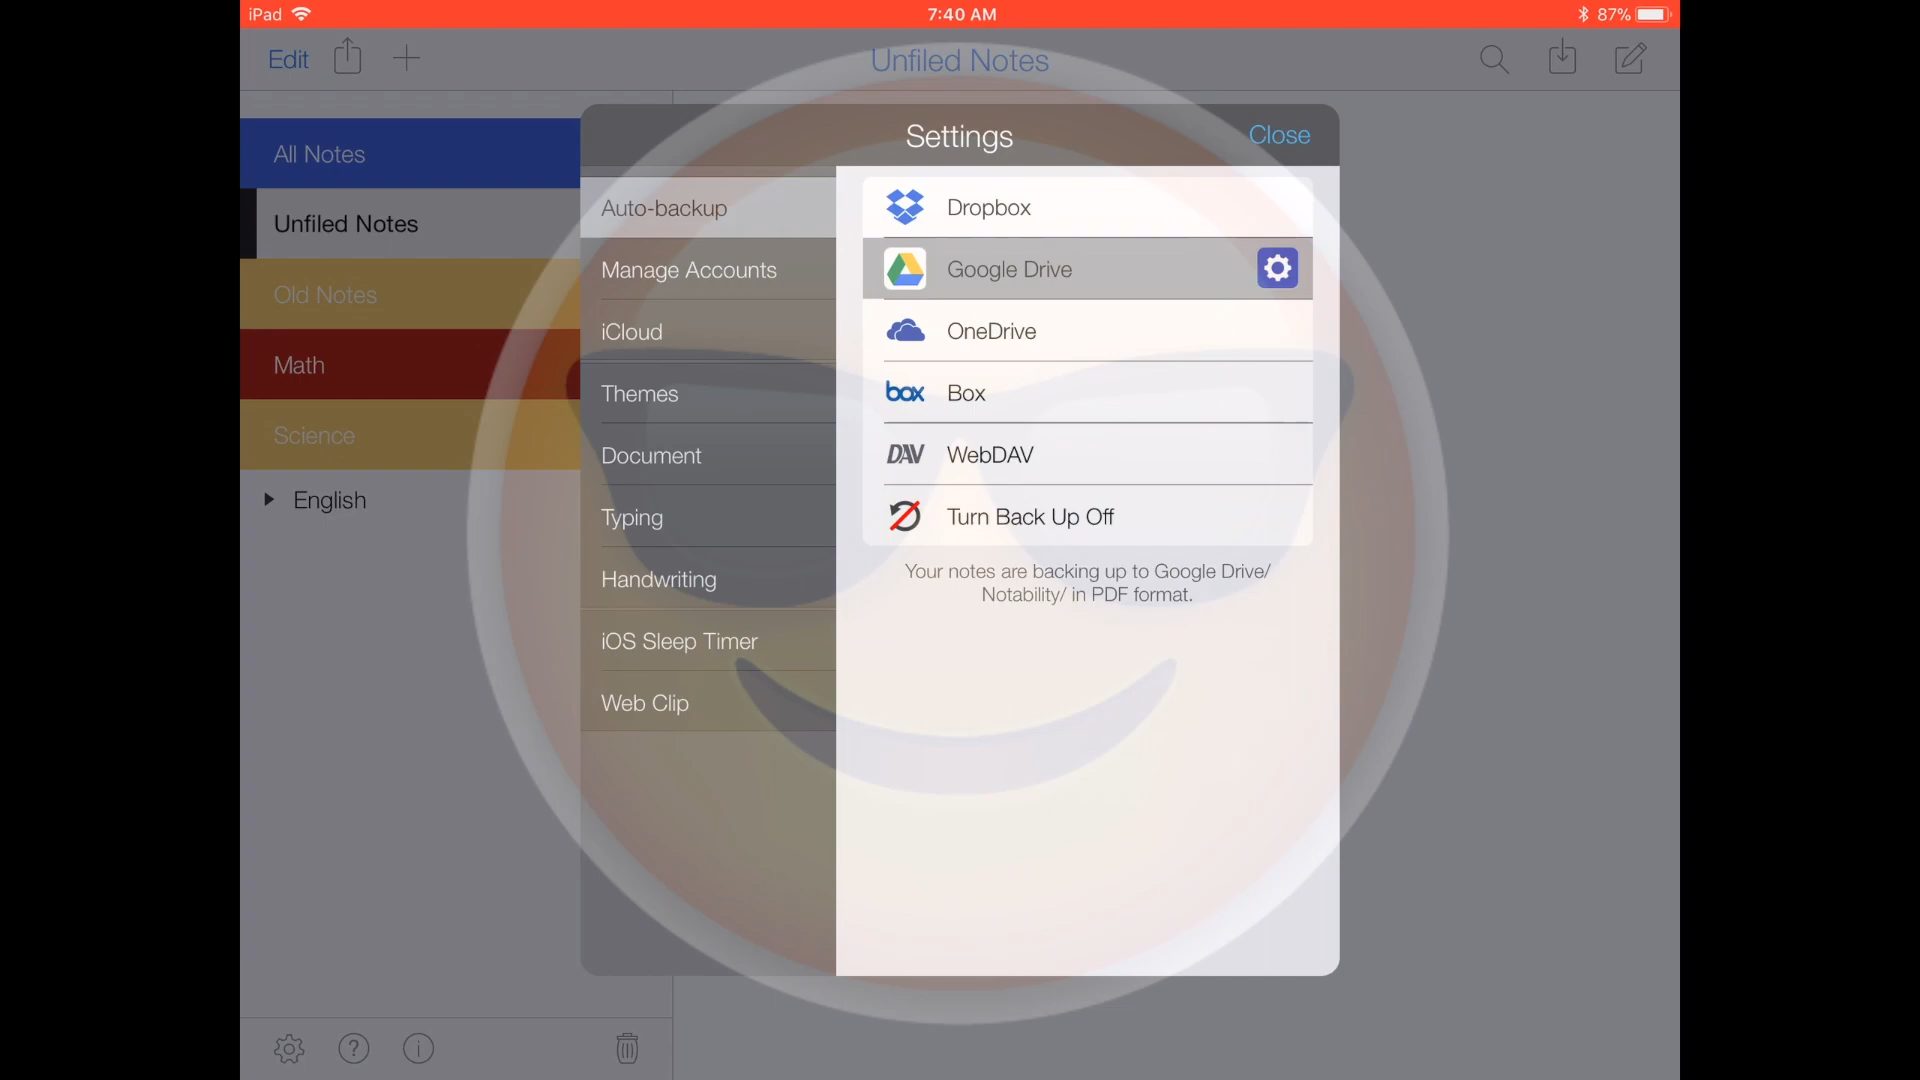 iPad
7:40 AM
87%
Edit
Unfiled Notes
All Notes
Unfiled Notes
Old Notes
Math
Science
English
Settings
Close
Auto-backup
Manage Accounts
iCloud
Themes
Document
Typing
Handwriting
iOS Sleep Timer
Web Clip
Dropbox
Google Drive
OneDrive
box Box
DAV WebDAV
Turn Back Up Off
Your notes are backing up to Google Drive/
Notability/ in PDF format.
?
i